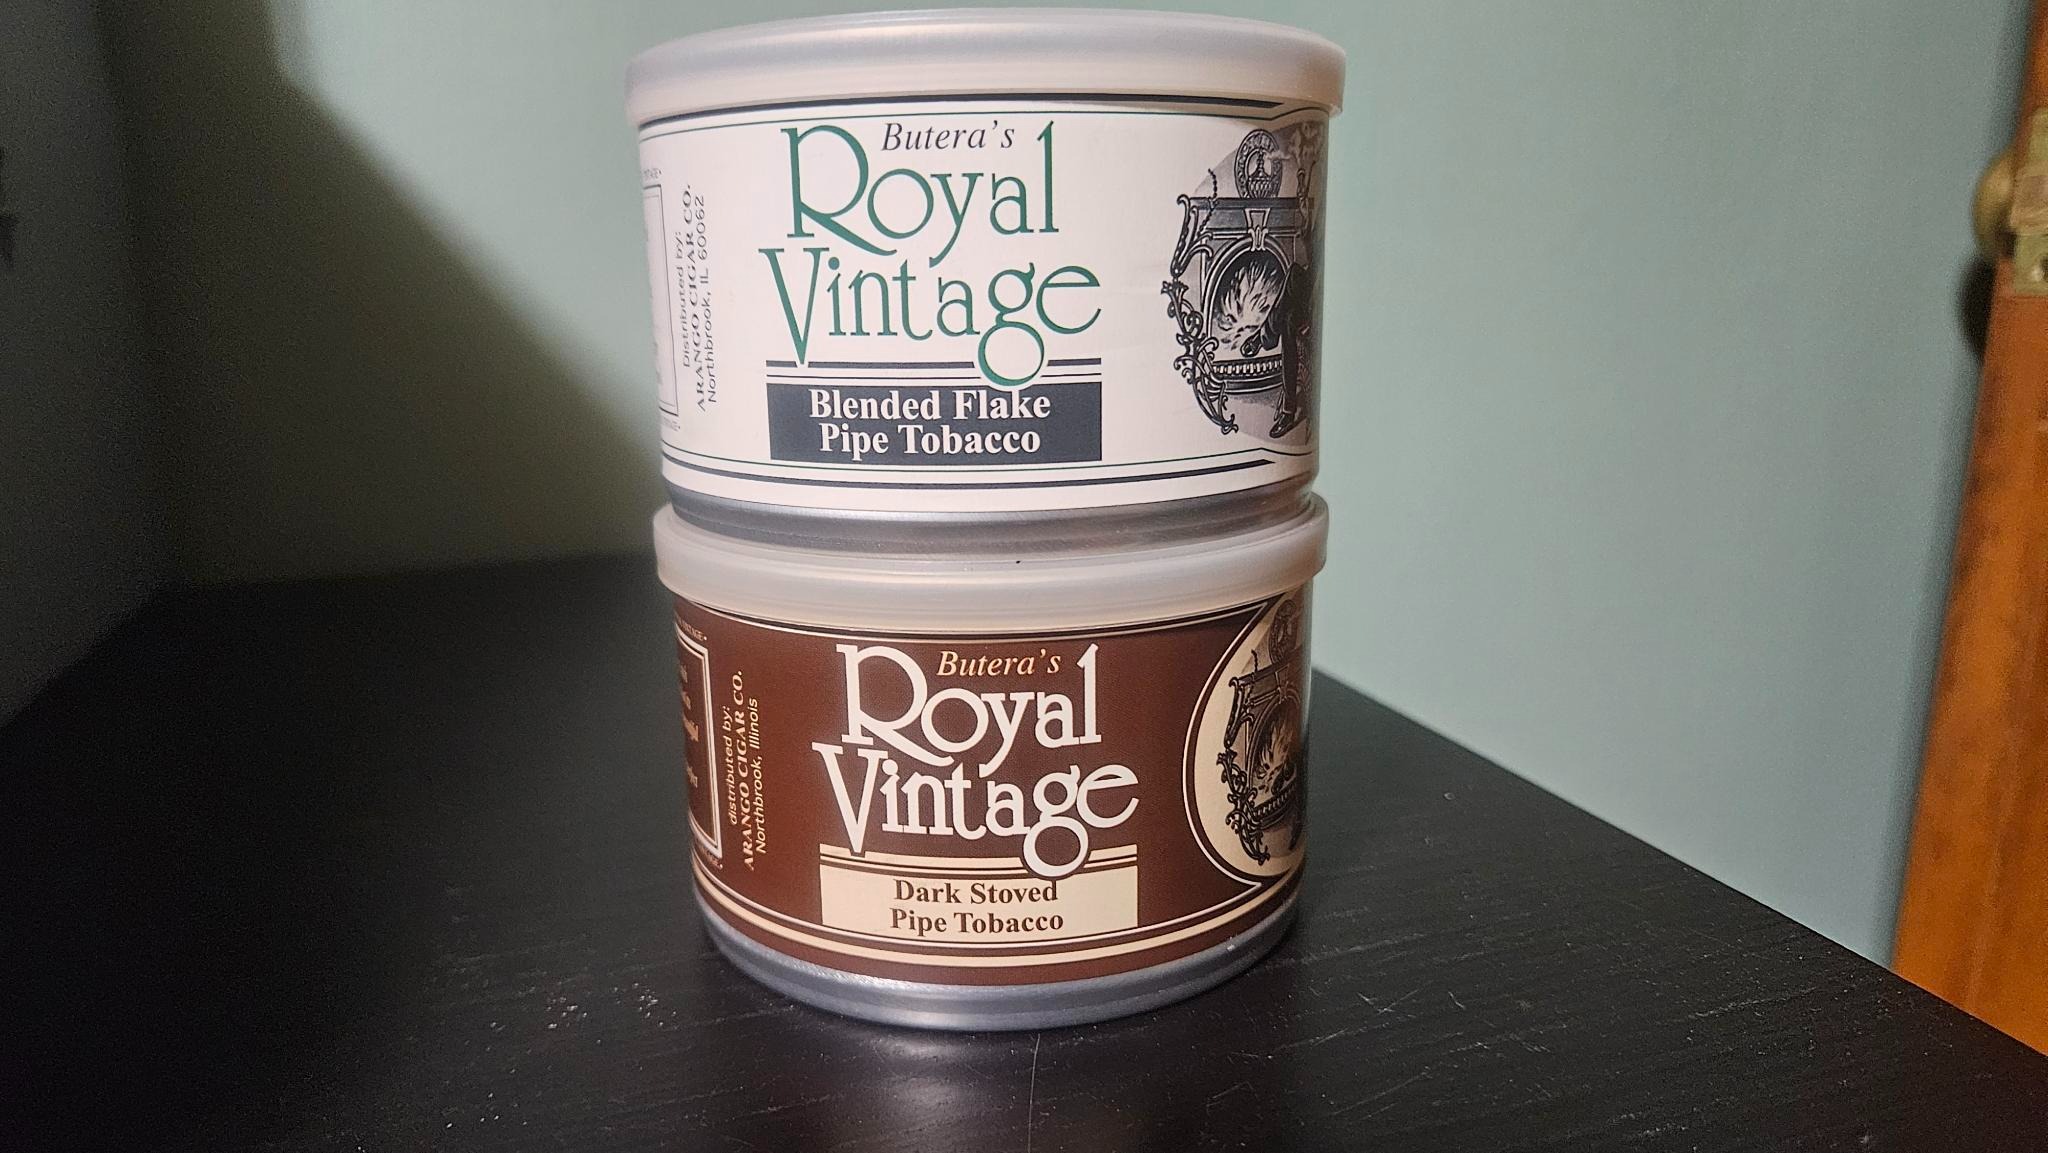 Butera's
Royal
Vintage
Blended Flake
Pipe Tobacco
Distributed by:
ARANGO CIGAR CO.
Northbrook, IL 60062
Butera's
Royal
Vintage
Dark Stoved
Pipe Tobacco
distributed by:
ARANGO CIGAR CO.
Northbrook, Illinois